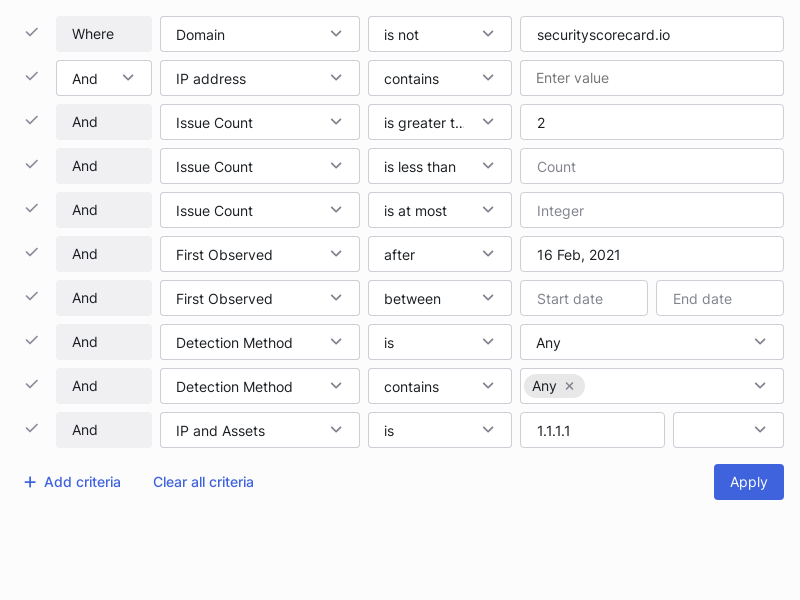 Where Domain is not securityscorecard.io
And IP address contains Enter value
And Issue Count is greater t... 2
And Issue Count is less than Count
And Issue Count is at most Integer
And First Observed after 16 Feb, 2021
And First Observed between Start date End date
And Detection Method is Any
And Detection Method contains Any
And IP and Assets is 1.1.1.1
Add criteria Clear all criteria Apply